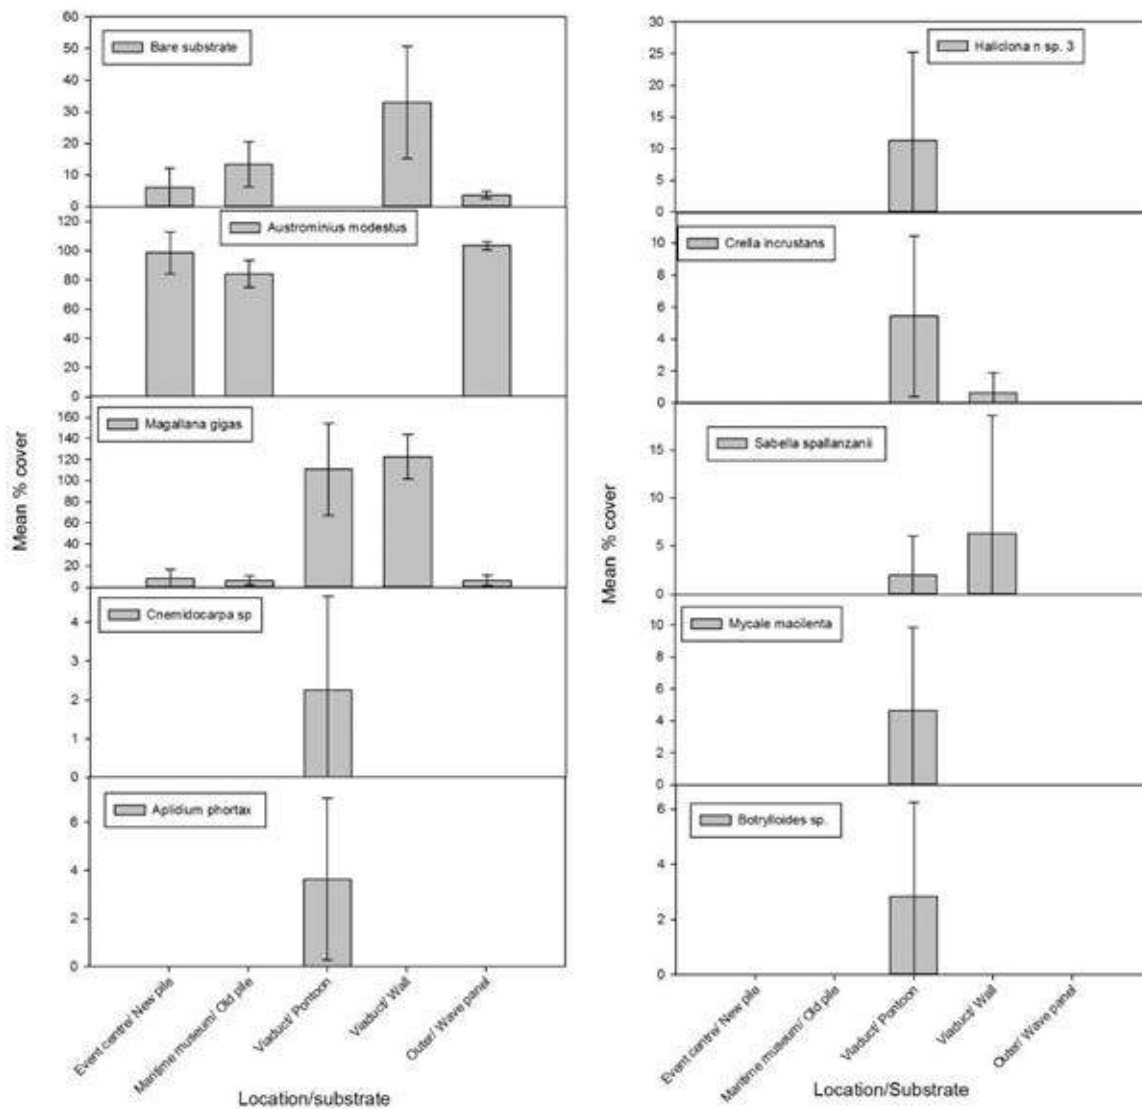 60
50
40
30
20
10
0
Bare substrate
120
100
80
60
40
20
0
Austrominius modestus
160
140
120
100
80
60
40
20
0
Magallana gigas
4
3
2
1
0
Cnemidocarpa sp
6
4
2
0
Aplidium phortax
Mean % cover
Event centre/ New pile
Maritime museum/ Old pile
Viaduct/ Pontoon
Viaduct/ Wall
Outer/ Wave panel
Location/substrate
30
25
20
15
10
5
0
Haliclona n sp. 3
10
8
6
4
2
0
Crella incrustans
15
10
5
0
Sabella spallanzanii
10
8
6
4
2
0
Mycale macilenta
6
4
2
0
Botrylloides sp.
Mean % cover
Event centre/ New pile
Maritime museum/ Old pile
Viaduct/ Pontoon
Viaduct/ Wall
Outer/ Wave panel
Location/Substrate